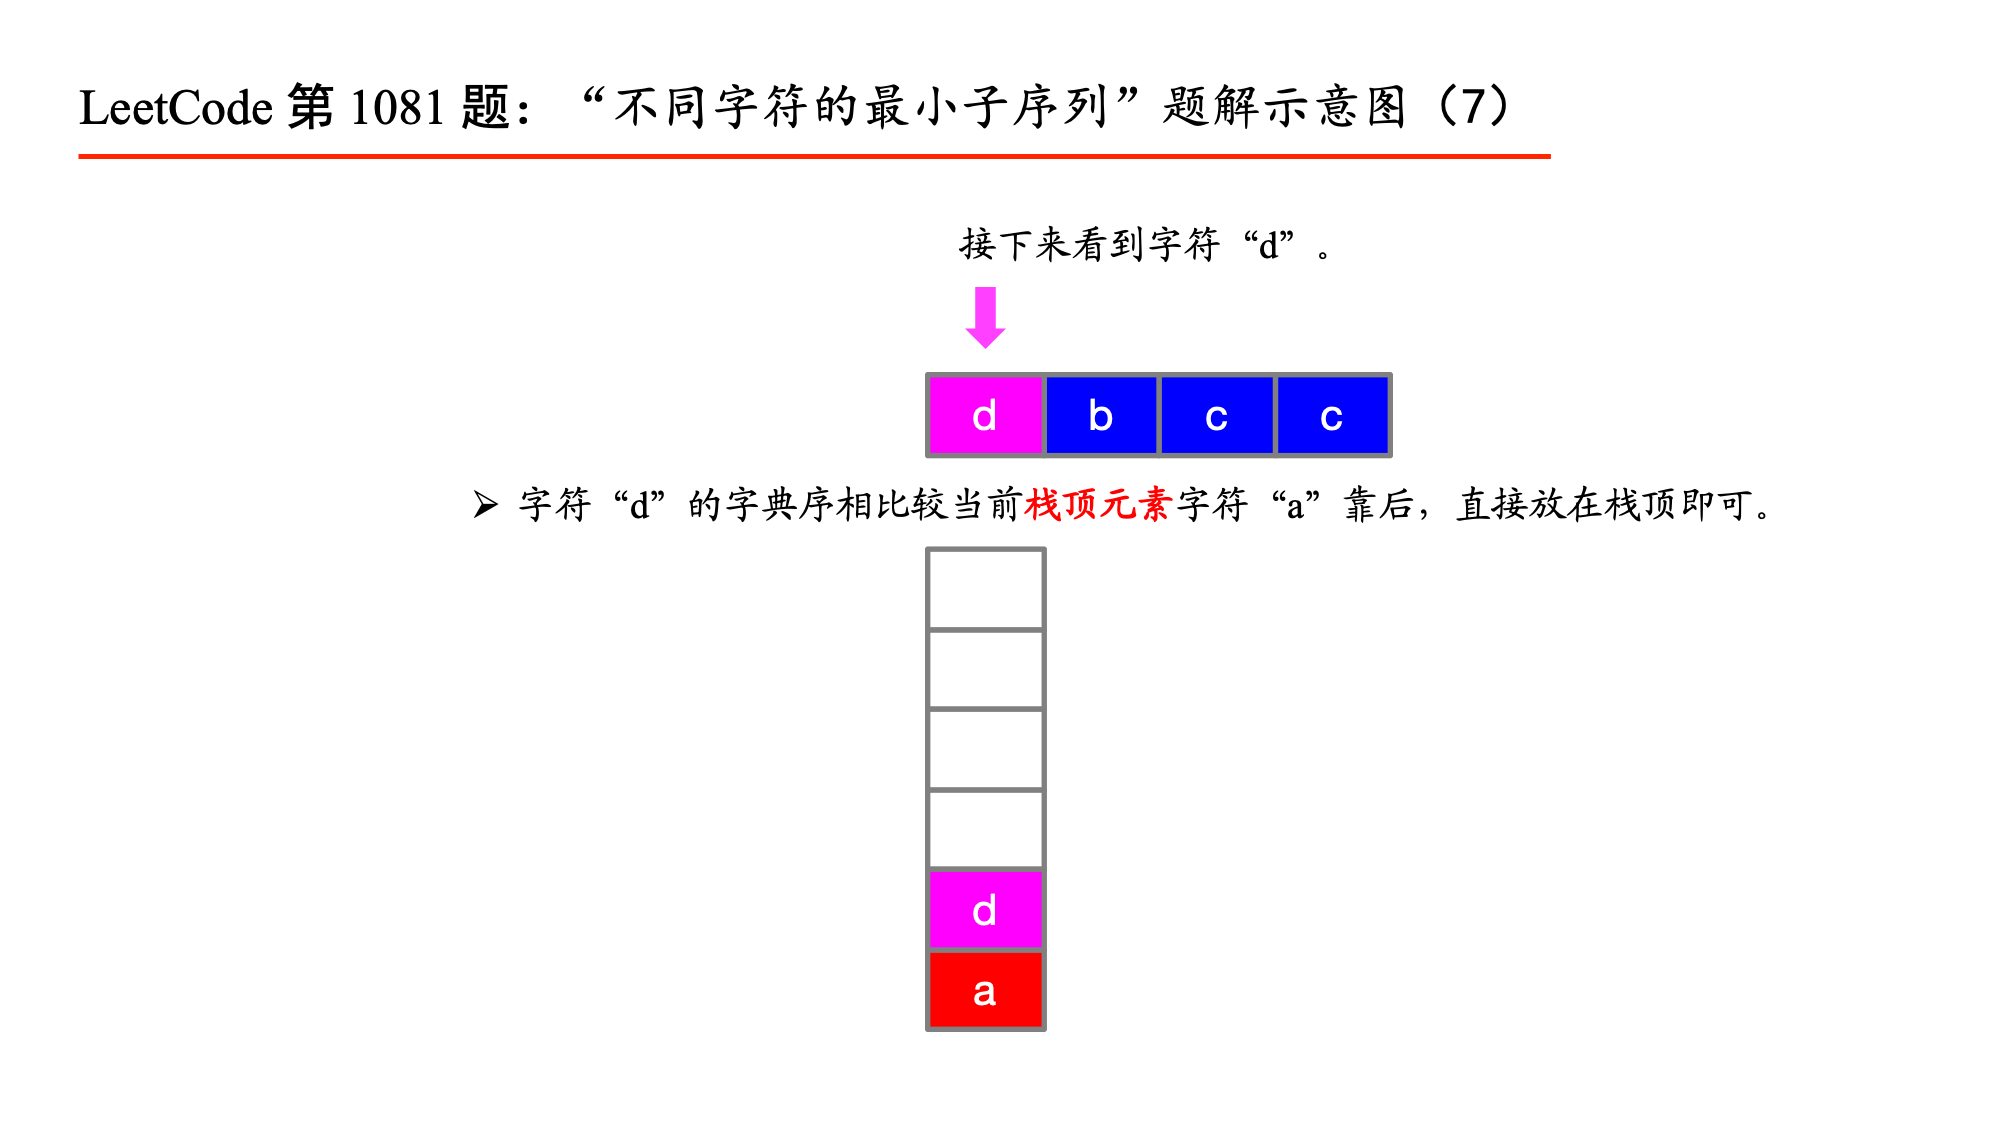 LeetCode 第 1081 题：“不同字符的最小子序列”题解示意图（7）
接下来看到字符“d”。
d b c c
➢ 字符“d”的字典序相比较当前栈顶元素字符“a”靠后，直接放在栈顶即可。
d
a